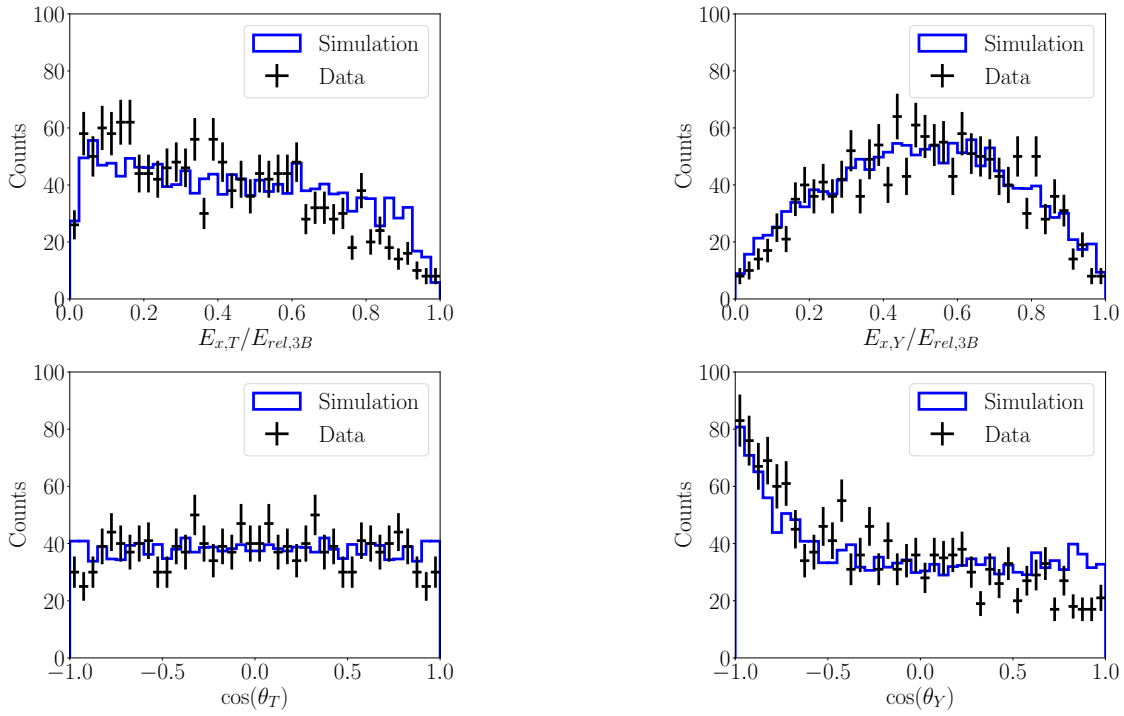 100
80
60
40
20
0
Counts
Simulation
Data
0.0 0.2 0.4 0.6 0.8 1.0
E_{x,T}/E_{rel,3B}
100
80
60
40
20
0
Counts
Simulation
Data
0.0 0.2 0.4 0.6 0.8 1.0
E_{x,Y}/E_{rel,3B}
100
80
60
40
20
0
Counts
Simulation
Data
−1.0 −0.5 0.0 0.5 1.0
cos(θ_T)
100
80
60
40
20
0
Counts
Simulation
Data
−1.0 −0.5 0.0 0.5 1.0
cos(θ_Y)